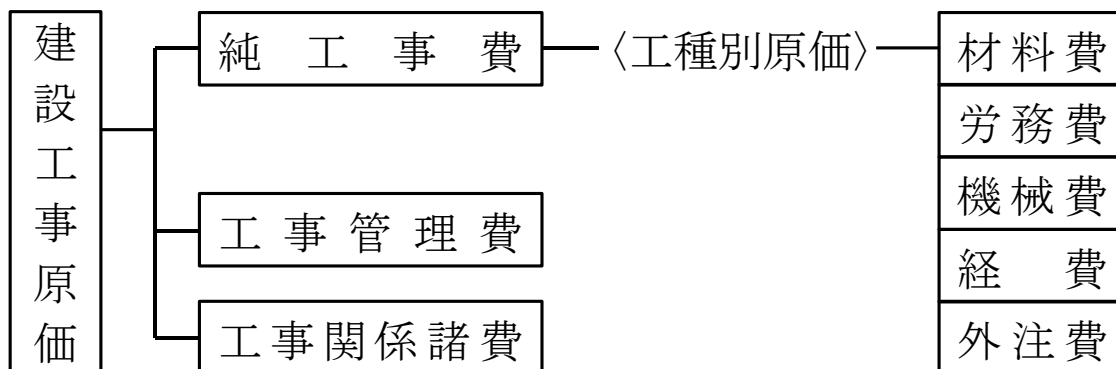 建設工事原価
純工事費
〈工種別原価〉
材料費
労務費
機械費
経費
外注費
工事管理費
工事関係諸費